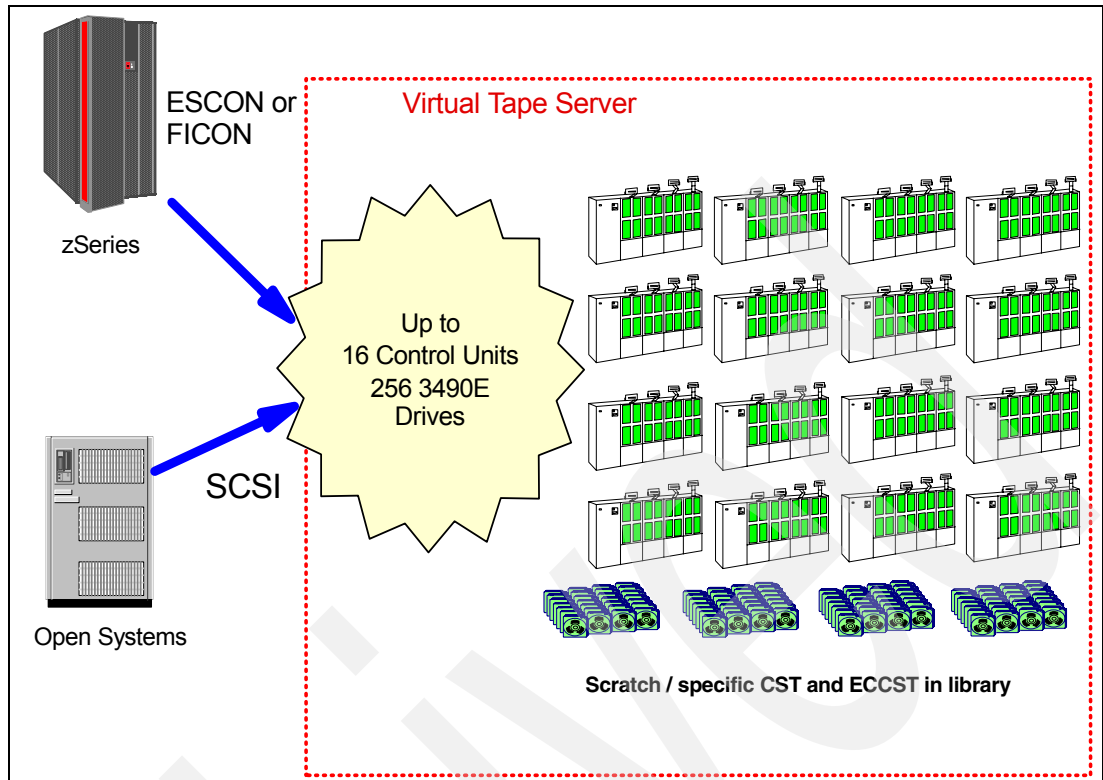 ESCON or
FICON
Virtual Tape Server
zSeries
Up to
16 Control Units
256 3490E
Drives
SCSI
Open Systems
Scratch / specific CST and ECCST in library